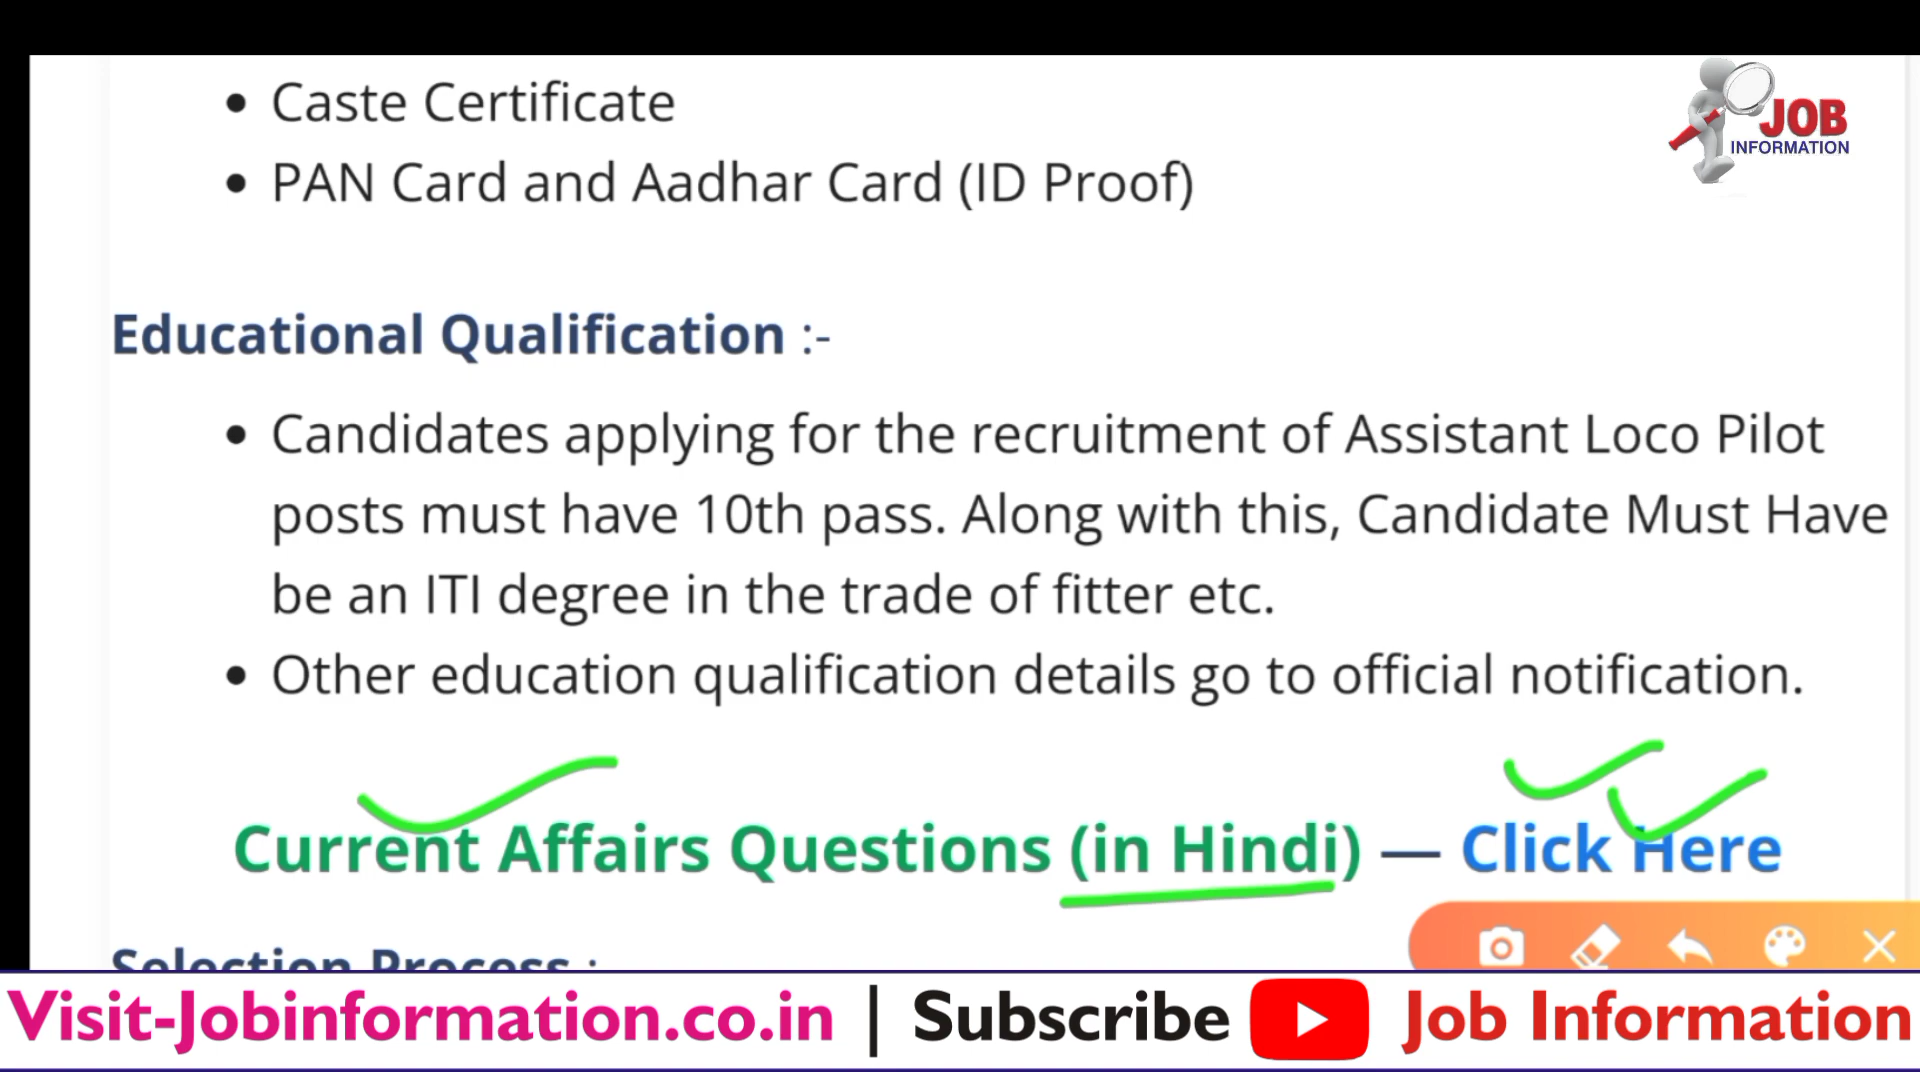 JOB
INFORMATION
• Caste Certificate
• PAN Card and Aadhar Card (ID Proof)
Educational Qualification :-
• Candidates applying for the recruitment of Assistant Loco Pilot
posts must have 10th pass. Along with this, Candidate Must Have
be an ITI degree in the trade of fitter etc.
• Other education qualification details go to official notification.
Current Affairs Questions (in Hindi) — Click Here
Selection Process :
Visit-Jobinformation.co.in | Subscribe Job Information